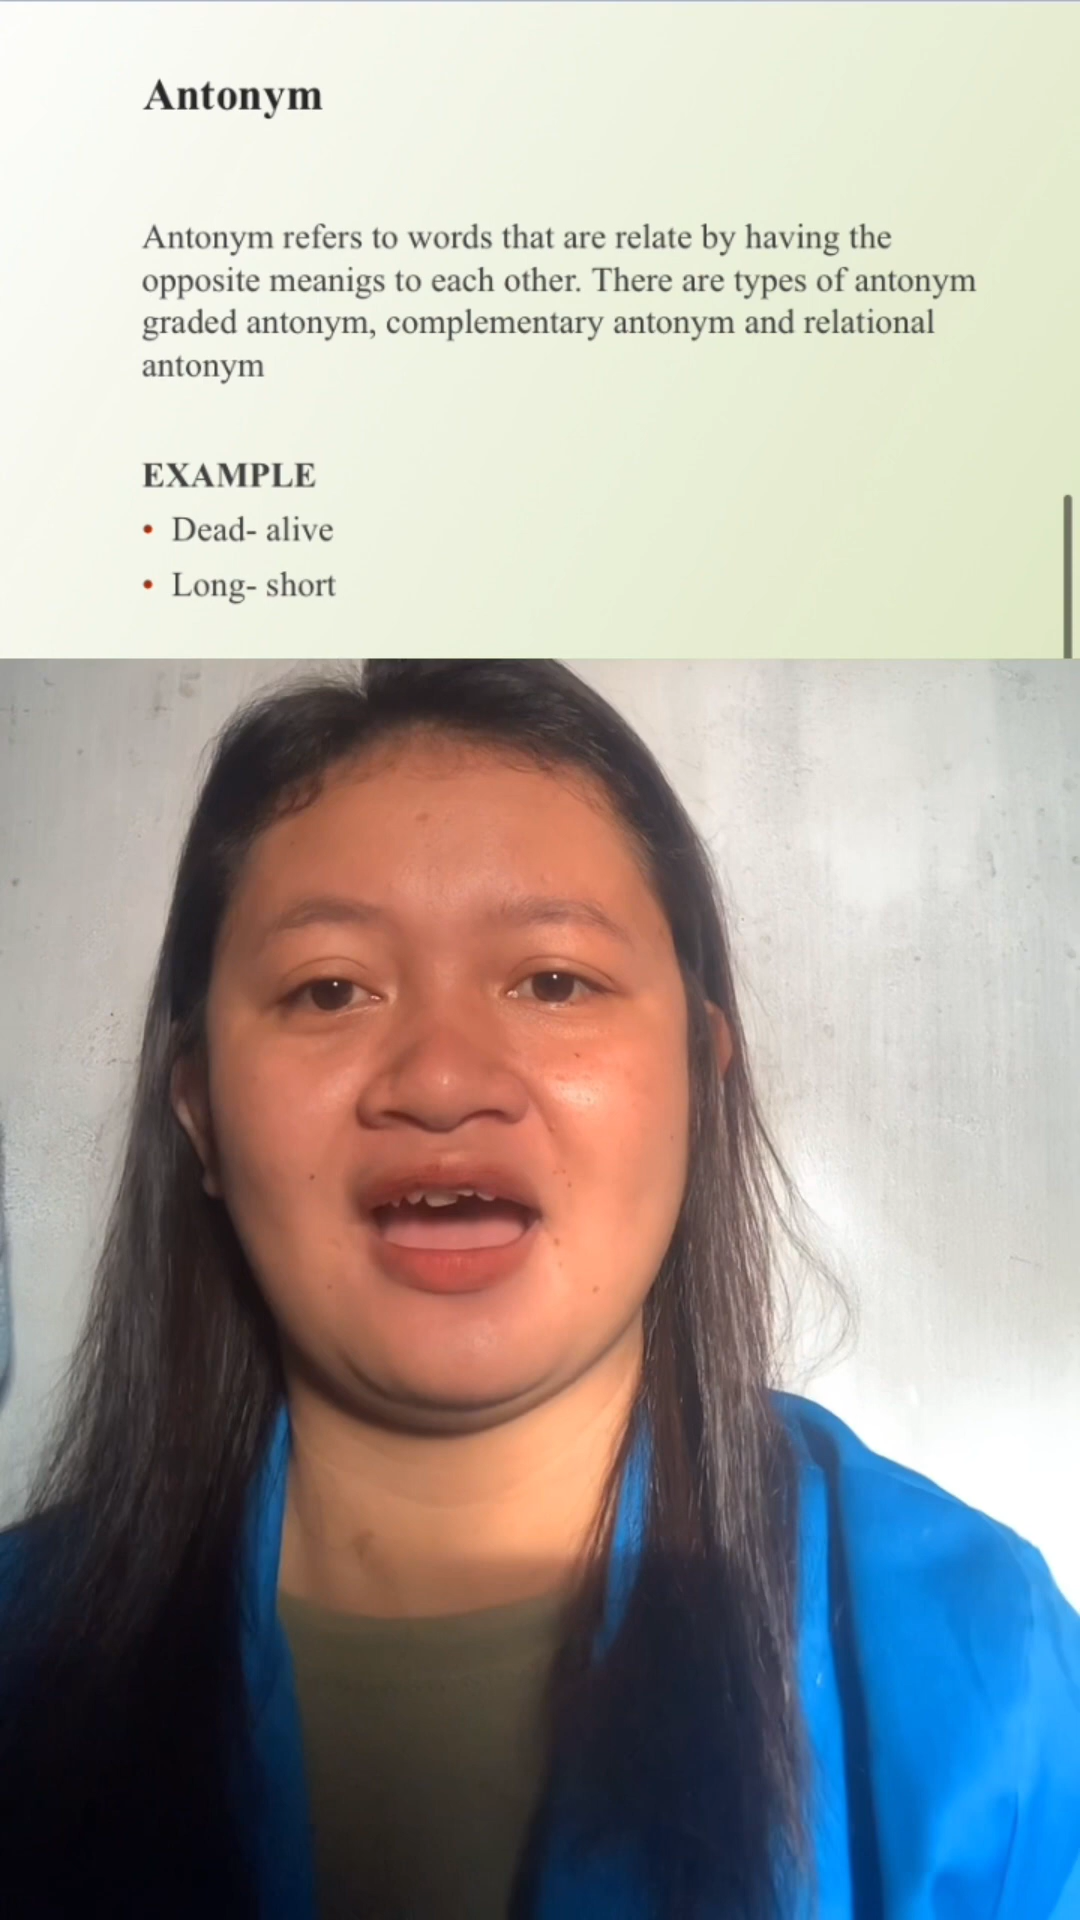 Antonym
Antonym refers to words that are relate by having the
opposite meanigs to each other. There are types of antonym
graded antonym, complementary antonym and relational
antonym
EXAMPLE
• Dead- alive
• Long- short